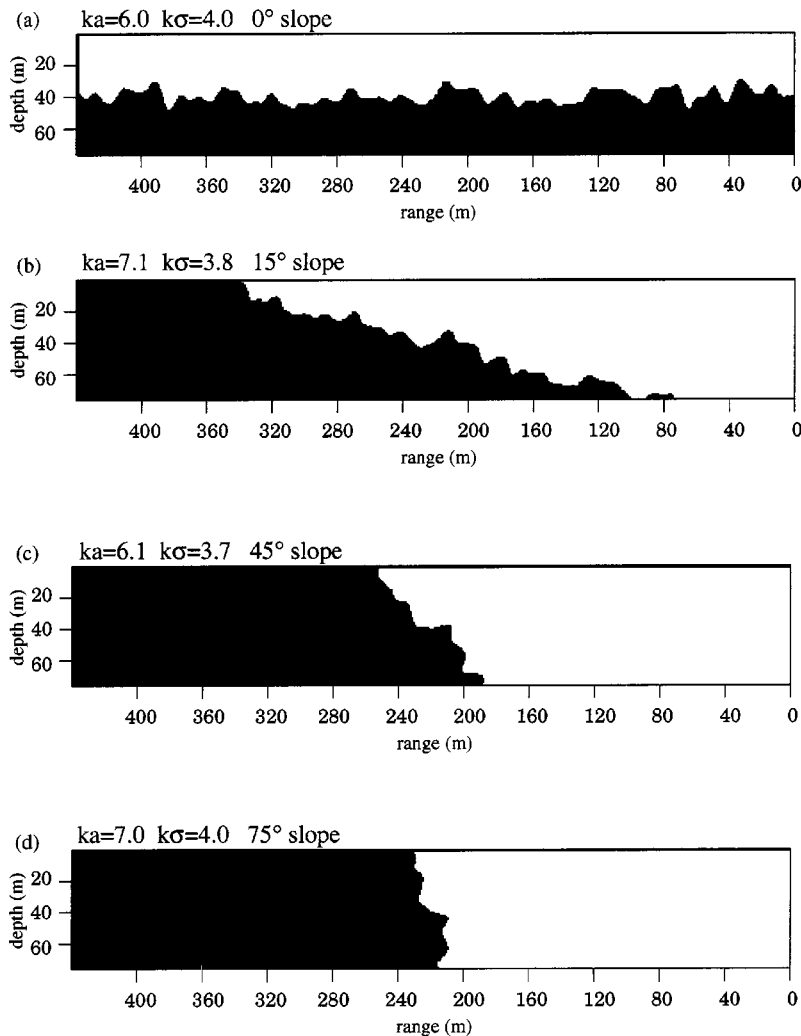 (a) ka=6.0 kσ=4.0 0° slope
20
40
60
depth (m)
400 360 320 280 240 200 160 120 80 40 0
range (m)
(b) ka=7.1 kσ=3.8 15° slope
20
40
60
depth (m)
400 360 320 280 240 200 160 120 80 40 0
range (m)
(c) ka=6.1 kσ=3.7 45° slope
20
40
60
depth (m)
400 360 320 280 240 200 160 120 80 40 0
range (m)
(d) ka=7.0 kσ=4.0 75° slope
20
40
60
depth (m)
400 360 320 280 240 200 160 120 80 40 0
range (m)